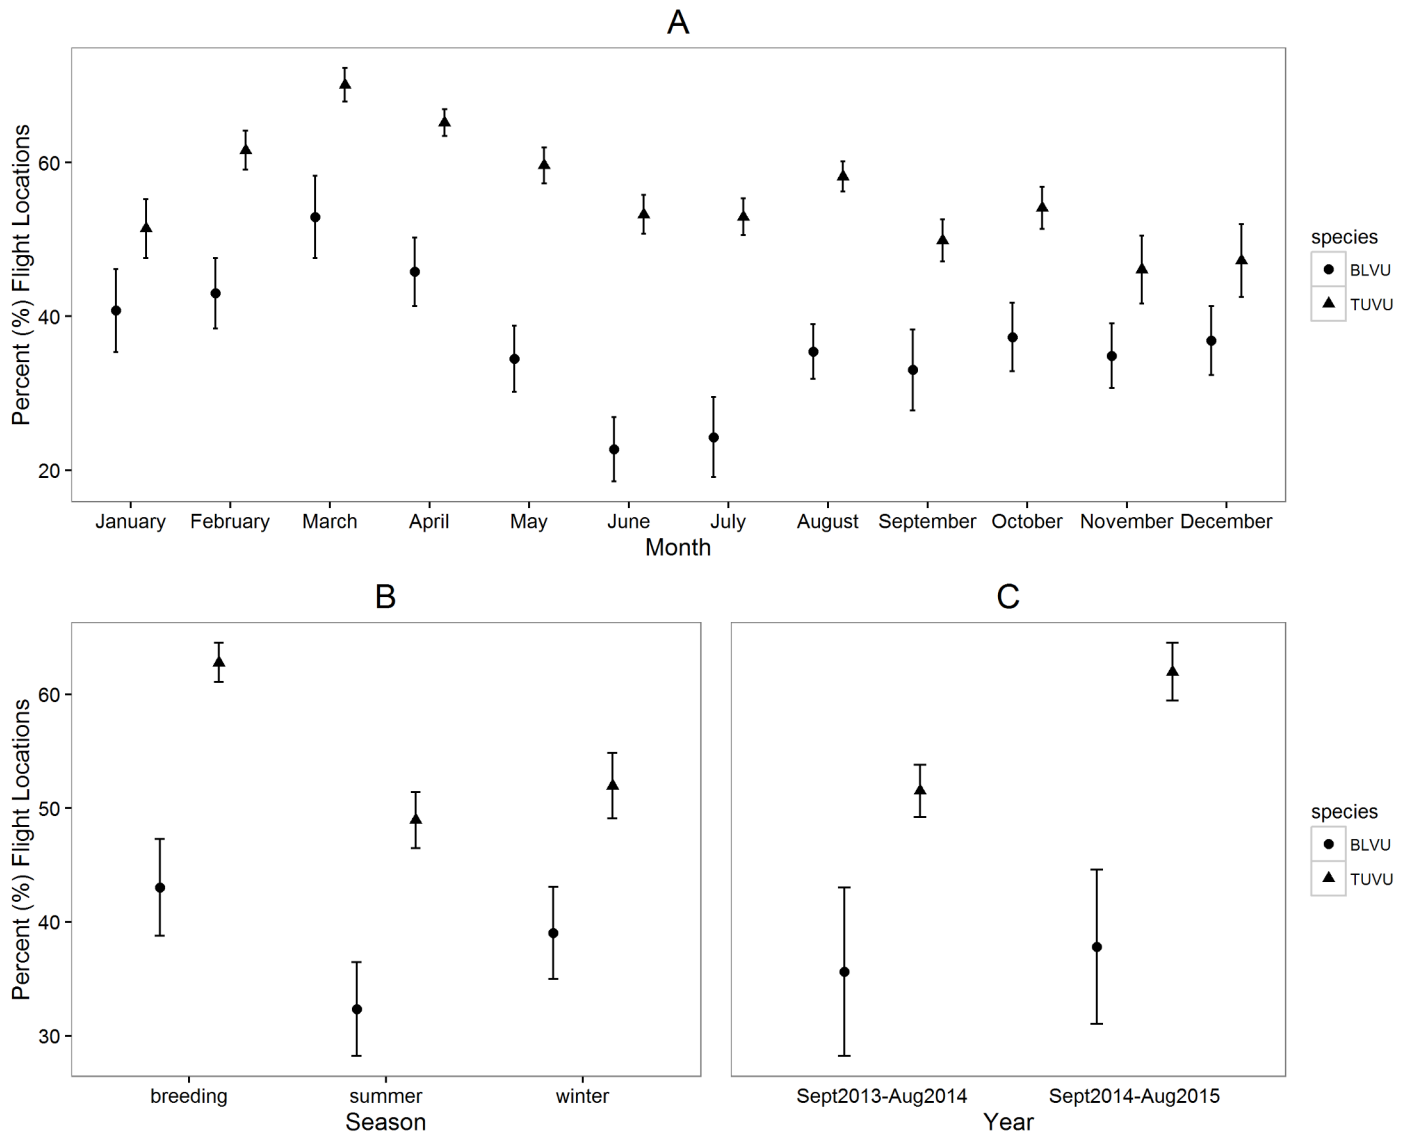 A
Percent (%) Flight Locations
60
40
20
January February March April May June July August September October November December
Month
species
BLVU
TUVU
B
Percent (%) Flight Locations
60
50
40
30
breeding summer winter
Season
C
Sept2013-Aug2014 Sept2014-Aug2015
Year
species
BLVU
TUVU